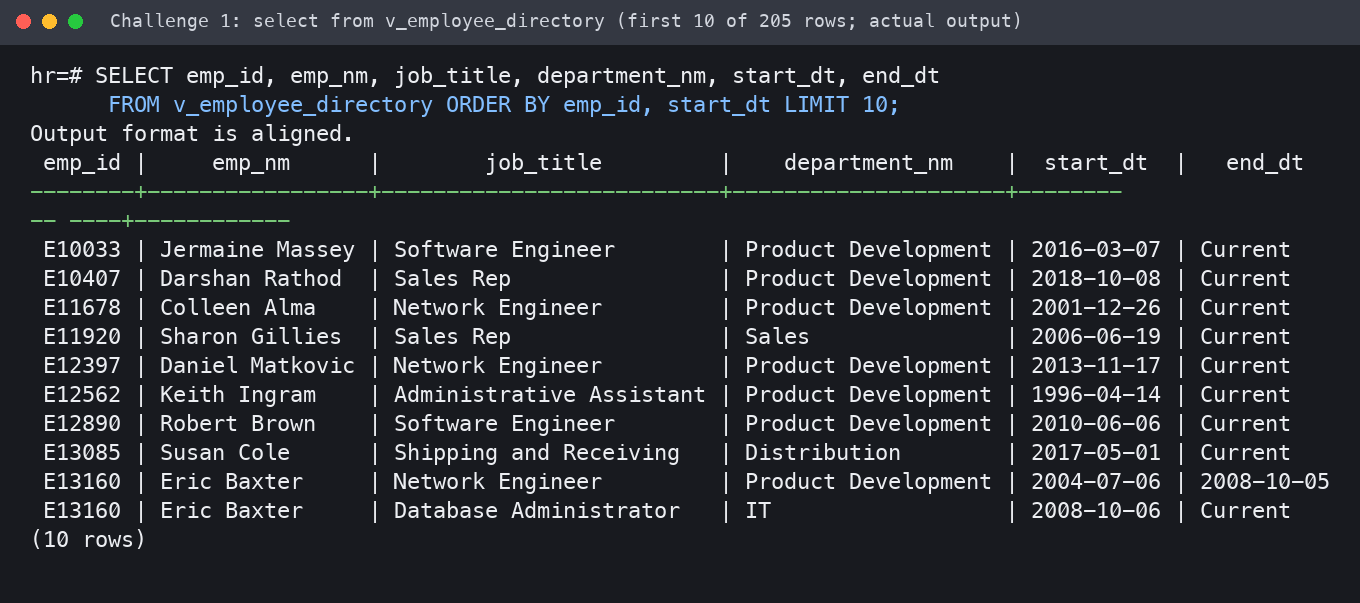 Challenge 1: select from v_employee_directory (first 10 of 205 rows; actual output)
hr=# SELECT emp_id, emp_nm, job_title, department_nm, start_dt, end_dt
      FROM v_employee_directory ORDER BY emp_id, start_dt LIMIT 10;
Output format is aligned.
 emp_id |     emp_nm      |        job_title         |    department_nm    |  start_dt  |   end_dt
--------+-----------------+--------------------------+---------------------+--------
-- ----+------------
 E10033 | Jermaine Massey | Software Engineer        | Product Development | 2016-03-07 | Current
 E10407 | Darshan Rathod  | Sales Rep                | Product Development | 2018-10-08 | Current
 E11678 | Colleen Alma    | Network Engineer         | Product Development | 2001-12-26 | Current
 E11920 | Sharon Gillies  | Sales Rep                | Sales               | 2006-06-19 | Current
 E12397 | Daniel Matkovic | Network Engineer         | Product Development | 2013-11-17 | Current
 E12562 | Keith Ingram    | Administrative Assistant | Product Development | 1996-04-14 | Current
 E12890 | Robert Brown    | Software Engineer        | Product Development | 2010-06-06 | Current
 E13085 | Susan Cole      | Shipping and Receiving   | Distribution        | 2017-05-01 | Current
 E13160 | Eric Baxter     | Network Engineer         | Product Development | 2004-07-06 | 2008-10-05
 E13160 | Eric Baxter     | Database Administrator   | IT                  | 2008-10-06 | Current
(10 rows)